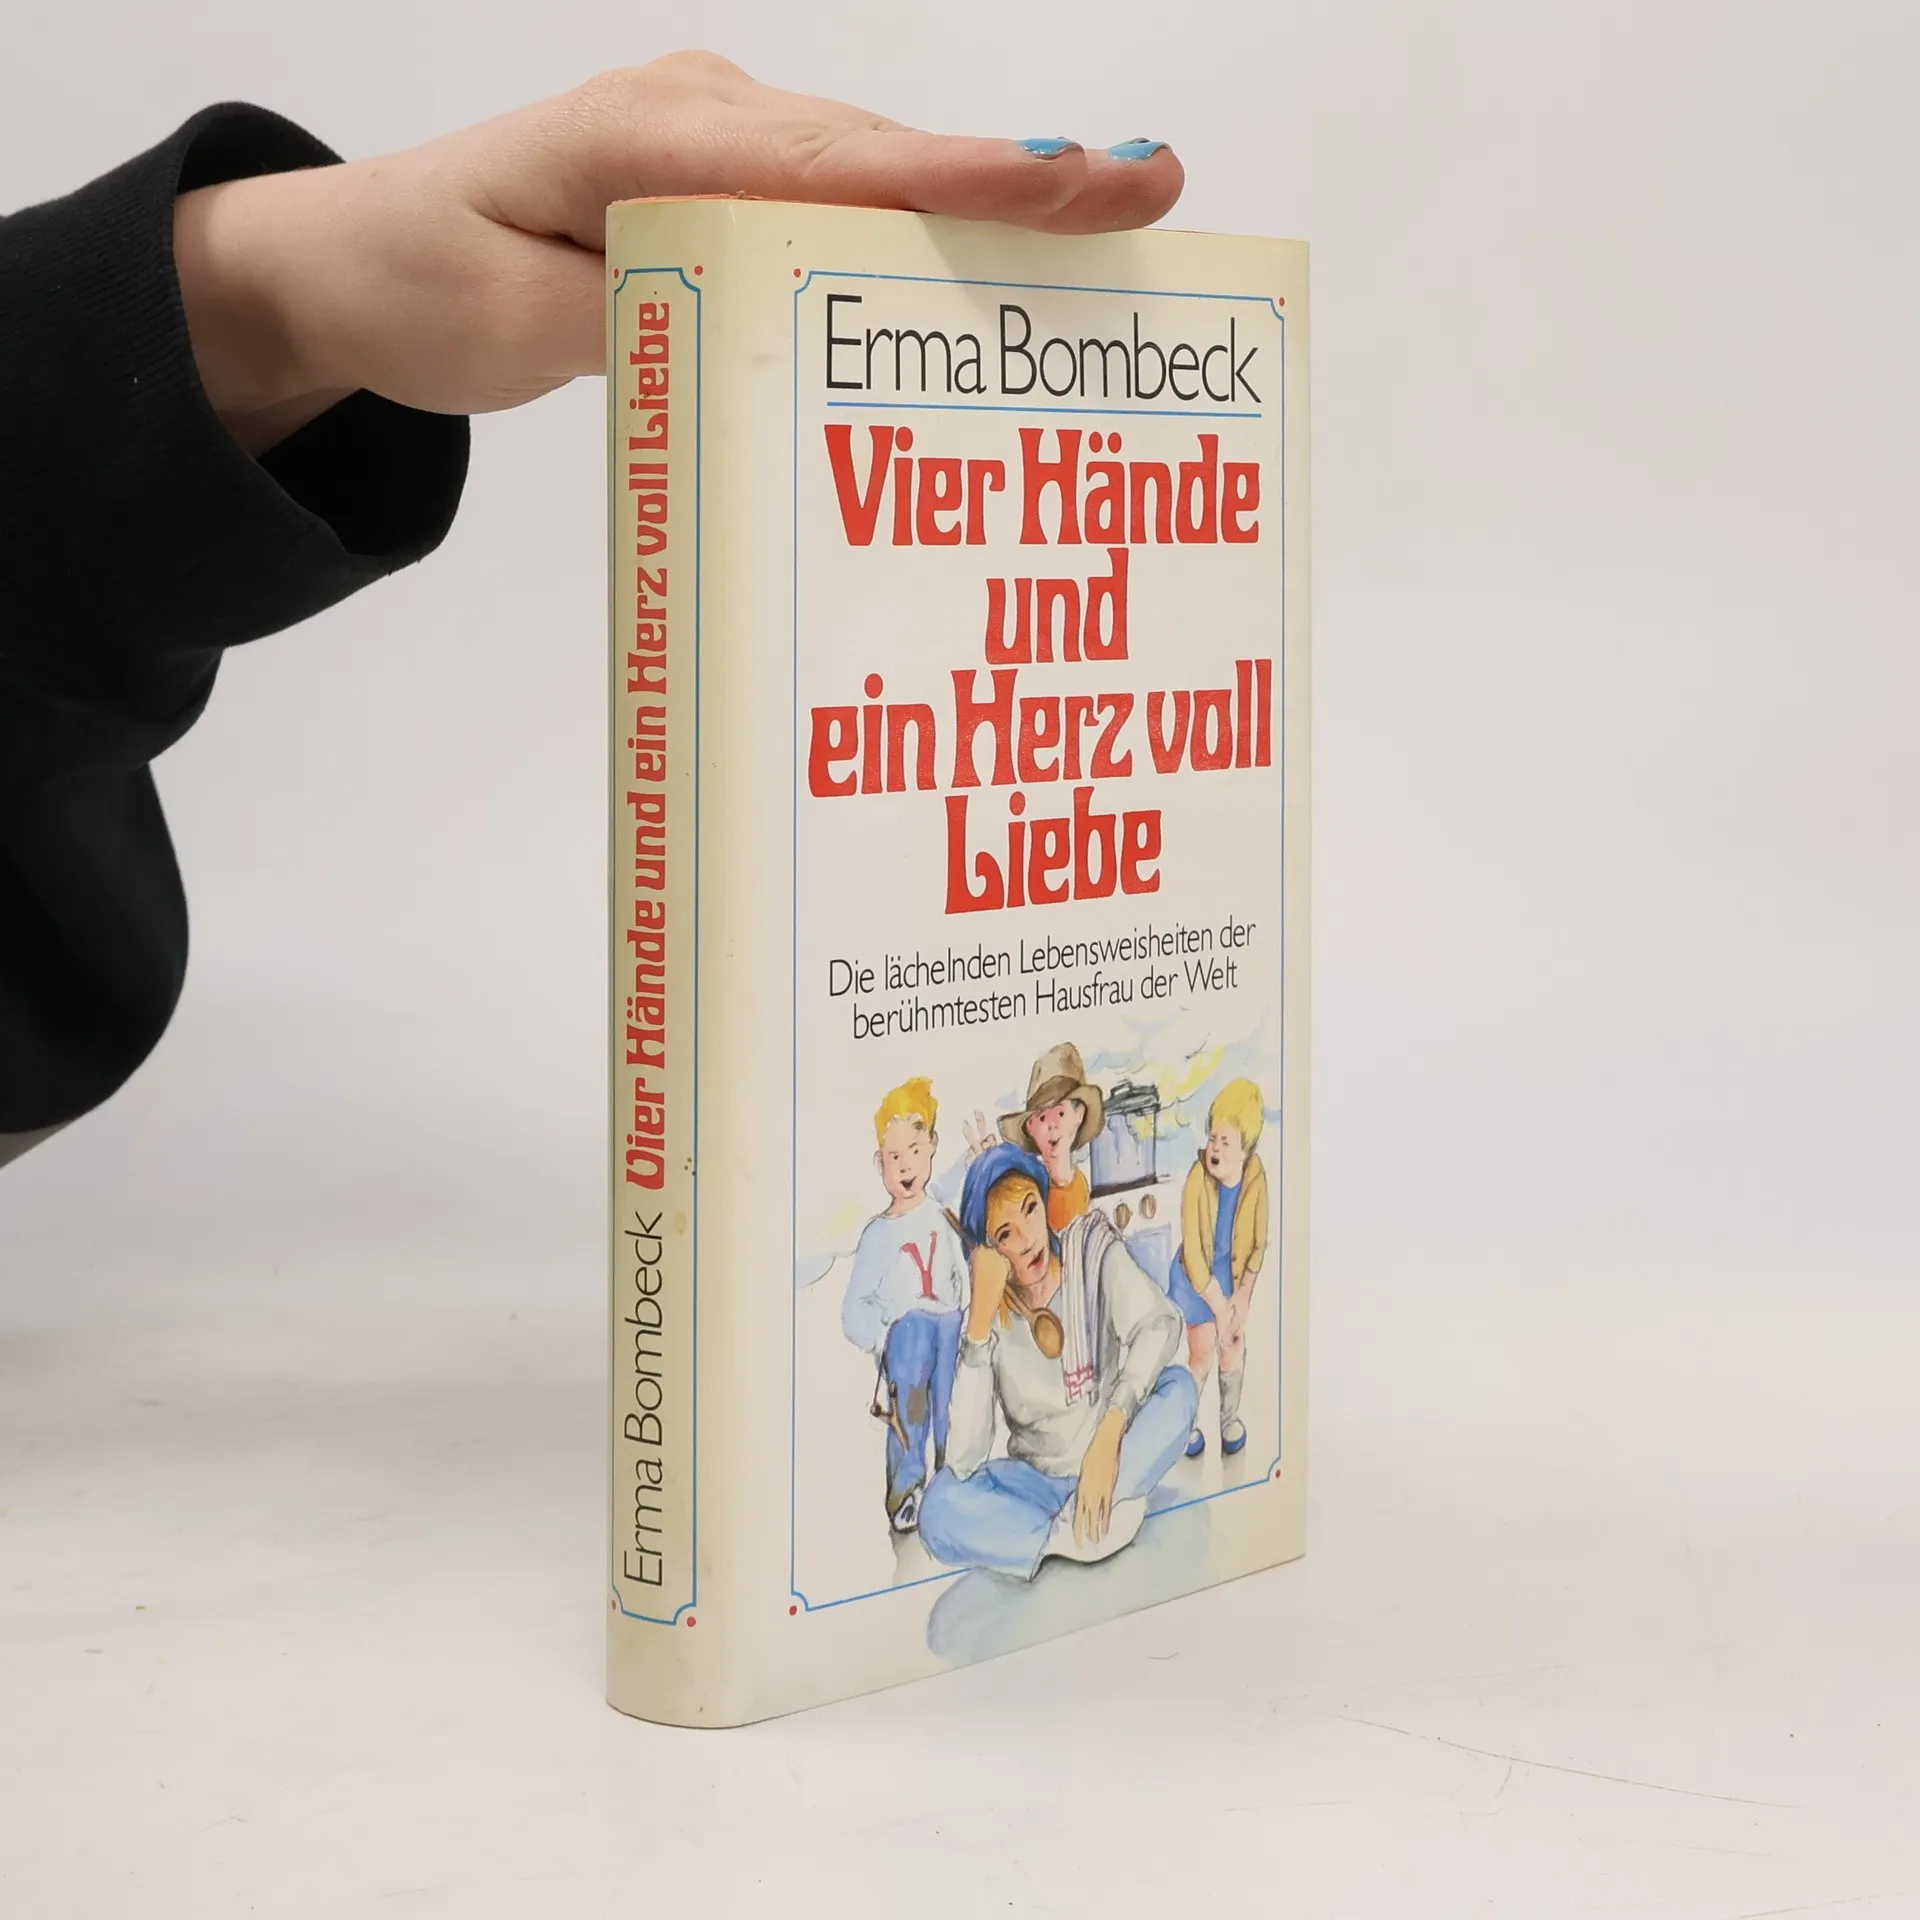 Erma Bombeck
Vier Hände
und
ein Herz voll
Liebe
Die lächelnden Lebensweisheiten der
berühmtesten Hausfrau der Welt
Y
Erma Bombeck Vier Hände und ein Herz voll Liebe